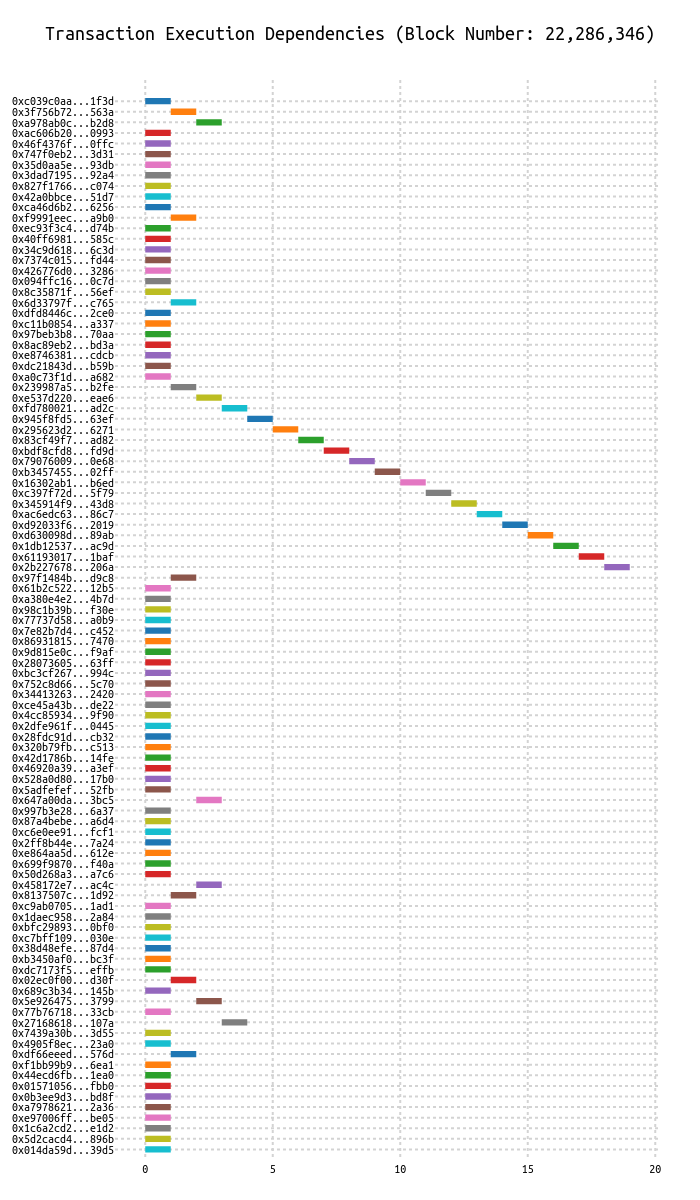 Transaction Execution Dependencies (Block Number: 22,286,346)
0xc039c0aa...1f3d
0x3f756b72...563a
0xa978ab0c...b2d8
0xac606b20...0993
0x46f4376f...0ffc
0x747f0eb2...3d31
0x35d0aa5e...93db
0x3dad7195...92a4
0x827f1766...c074
0x42a0bbce...51d7
0xca46d6b2...6256
0xf9991eec...a9b0
0xec93f3c4...d74b
0x40ff6981...585c
0x34c9d618...6c3d
0x7374c015...fd44
0x426776d0...3286
0x094ffc16...0c7d
0x8c35871f...56ef
0x6d33797f...c765
0xdfd8446c...2ce0
0xc11b0854...a337
0x97beb3b8...70aa
0x8ac89eb2...bd3a
0xe8746381...cdcb
0xdc21843d...b59b
0xa0c73f1d...a682
0x239987a5...b2fe
0xe537d220...eae6
0xfd780021...ad2c
0x945f8fd5...63ef
0x295623d2...6271
0x83cf49f7...ad82
0xbdf8cfd8...fd9d
0x79076009...0e68
0xb3457455...02ff
0x16302ab1...b6ed
0xc397f72d...5f79
0x345914f9...43d8
0xac6edc63...86c7
0xd92033f6...2019
0xd630098d...89ab
0x1db12537...ac9d
0x61193017...1baf
0x2b227678...206a
0x97f1484b...d9c8
0x61b2c522...12b5
0xa380e4e2...4b7d
0x98c1b39b...f30e
0x77737d58...a0b9
0x7e82b7d4...c452
0x86931815...7470
0x9d815e0c...f9af
0x28073605...63ff
0xbc3cf267...994c
0x752c8d66...5c70
0x34413263...2420
0xce45a43b...de22
0x4cc85934...9f90
0x2dfe961f...0445
0x28fdc91d...cb32
0x320b79fb...c513
0x42d1786b...14fe
0x46920a39...a3ef
0x528a0d80...17b0
0x5adfefef...52fb
0x647a00da...3bc5
0x997b3e28...6a37
0x87a4bebe...a6d4
0xc6e0ee91...fcf1
0x2ff8b44e...7a24
0xe864aa5d...612e
0x699f9870...f40a
0x50d268a3...a7c6
0x458172e7...ac4c
0x8137507c...1d92
0xc9ab0705...1ad1
0x1daec958...2a84
0xbfc29893...0bf0
0xc7bff109...030e
0x38d48efe...87d4
0xb3450af0...bc3f
0xdc7173f5...effb
0x02ec0f00...d30f
0x689c3b34...145b
0x5e926475...3799
0x77b76718...33cb
0x27168618...107a
0x7439a30b...3d55
0x4905f8ec...23a0
0xdf66eeed...576d
0xf1bb99b9...6ea1
0x44ecd6fb...1ea0
0x01571056...fbb0
0x0b3ee9d3...bd8f
0xa7978621...2a36
0xe97006ff...be05
0x1c6a2cd2...e1d2
0x5d2cacd4...896b
0x014da59d...39d5
0 5 10 15 20